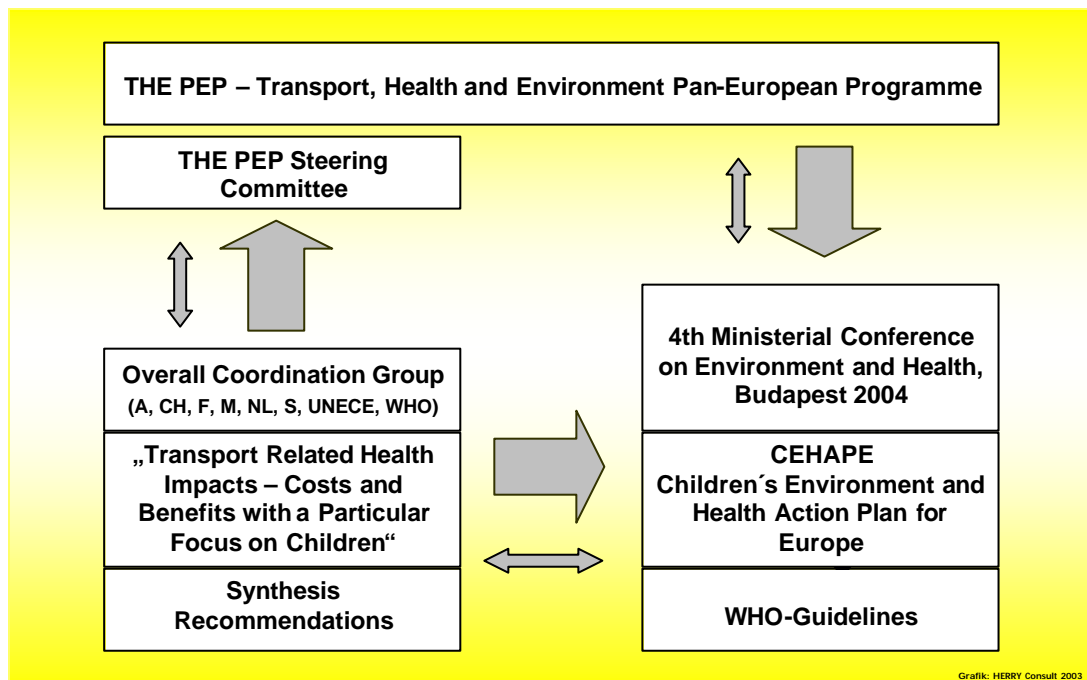 THE PEP – Transport, Health and Environment Pan-European Programme
THE PEP Steering
Committee
Overall Coordination Group
(A, CH, F, M, NL, S, UNECE, WHO)
„Transport Related Health
Impacts – Costs and
Benefits with a Particular
Focus on Children“
Synthesis
Recommendations
4th Ministerial Conference
on Environment and Health,
Budapest 2004
CEHAPE
Children´s Environment and
Health Action Plan for
Europe
WHO-Guidelines
Grafik: HERRY Consult 2003